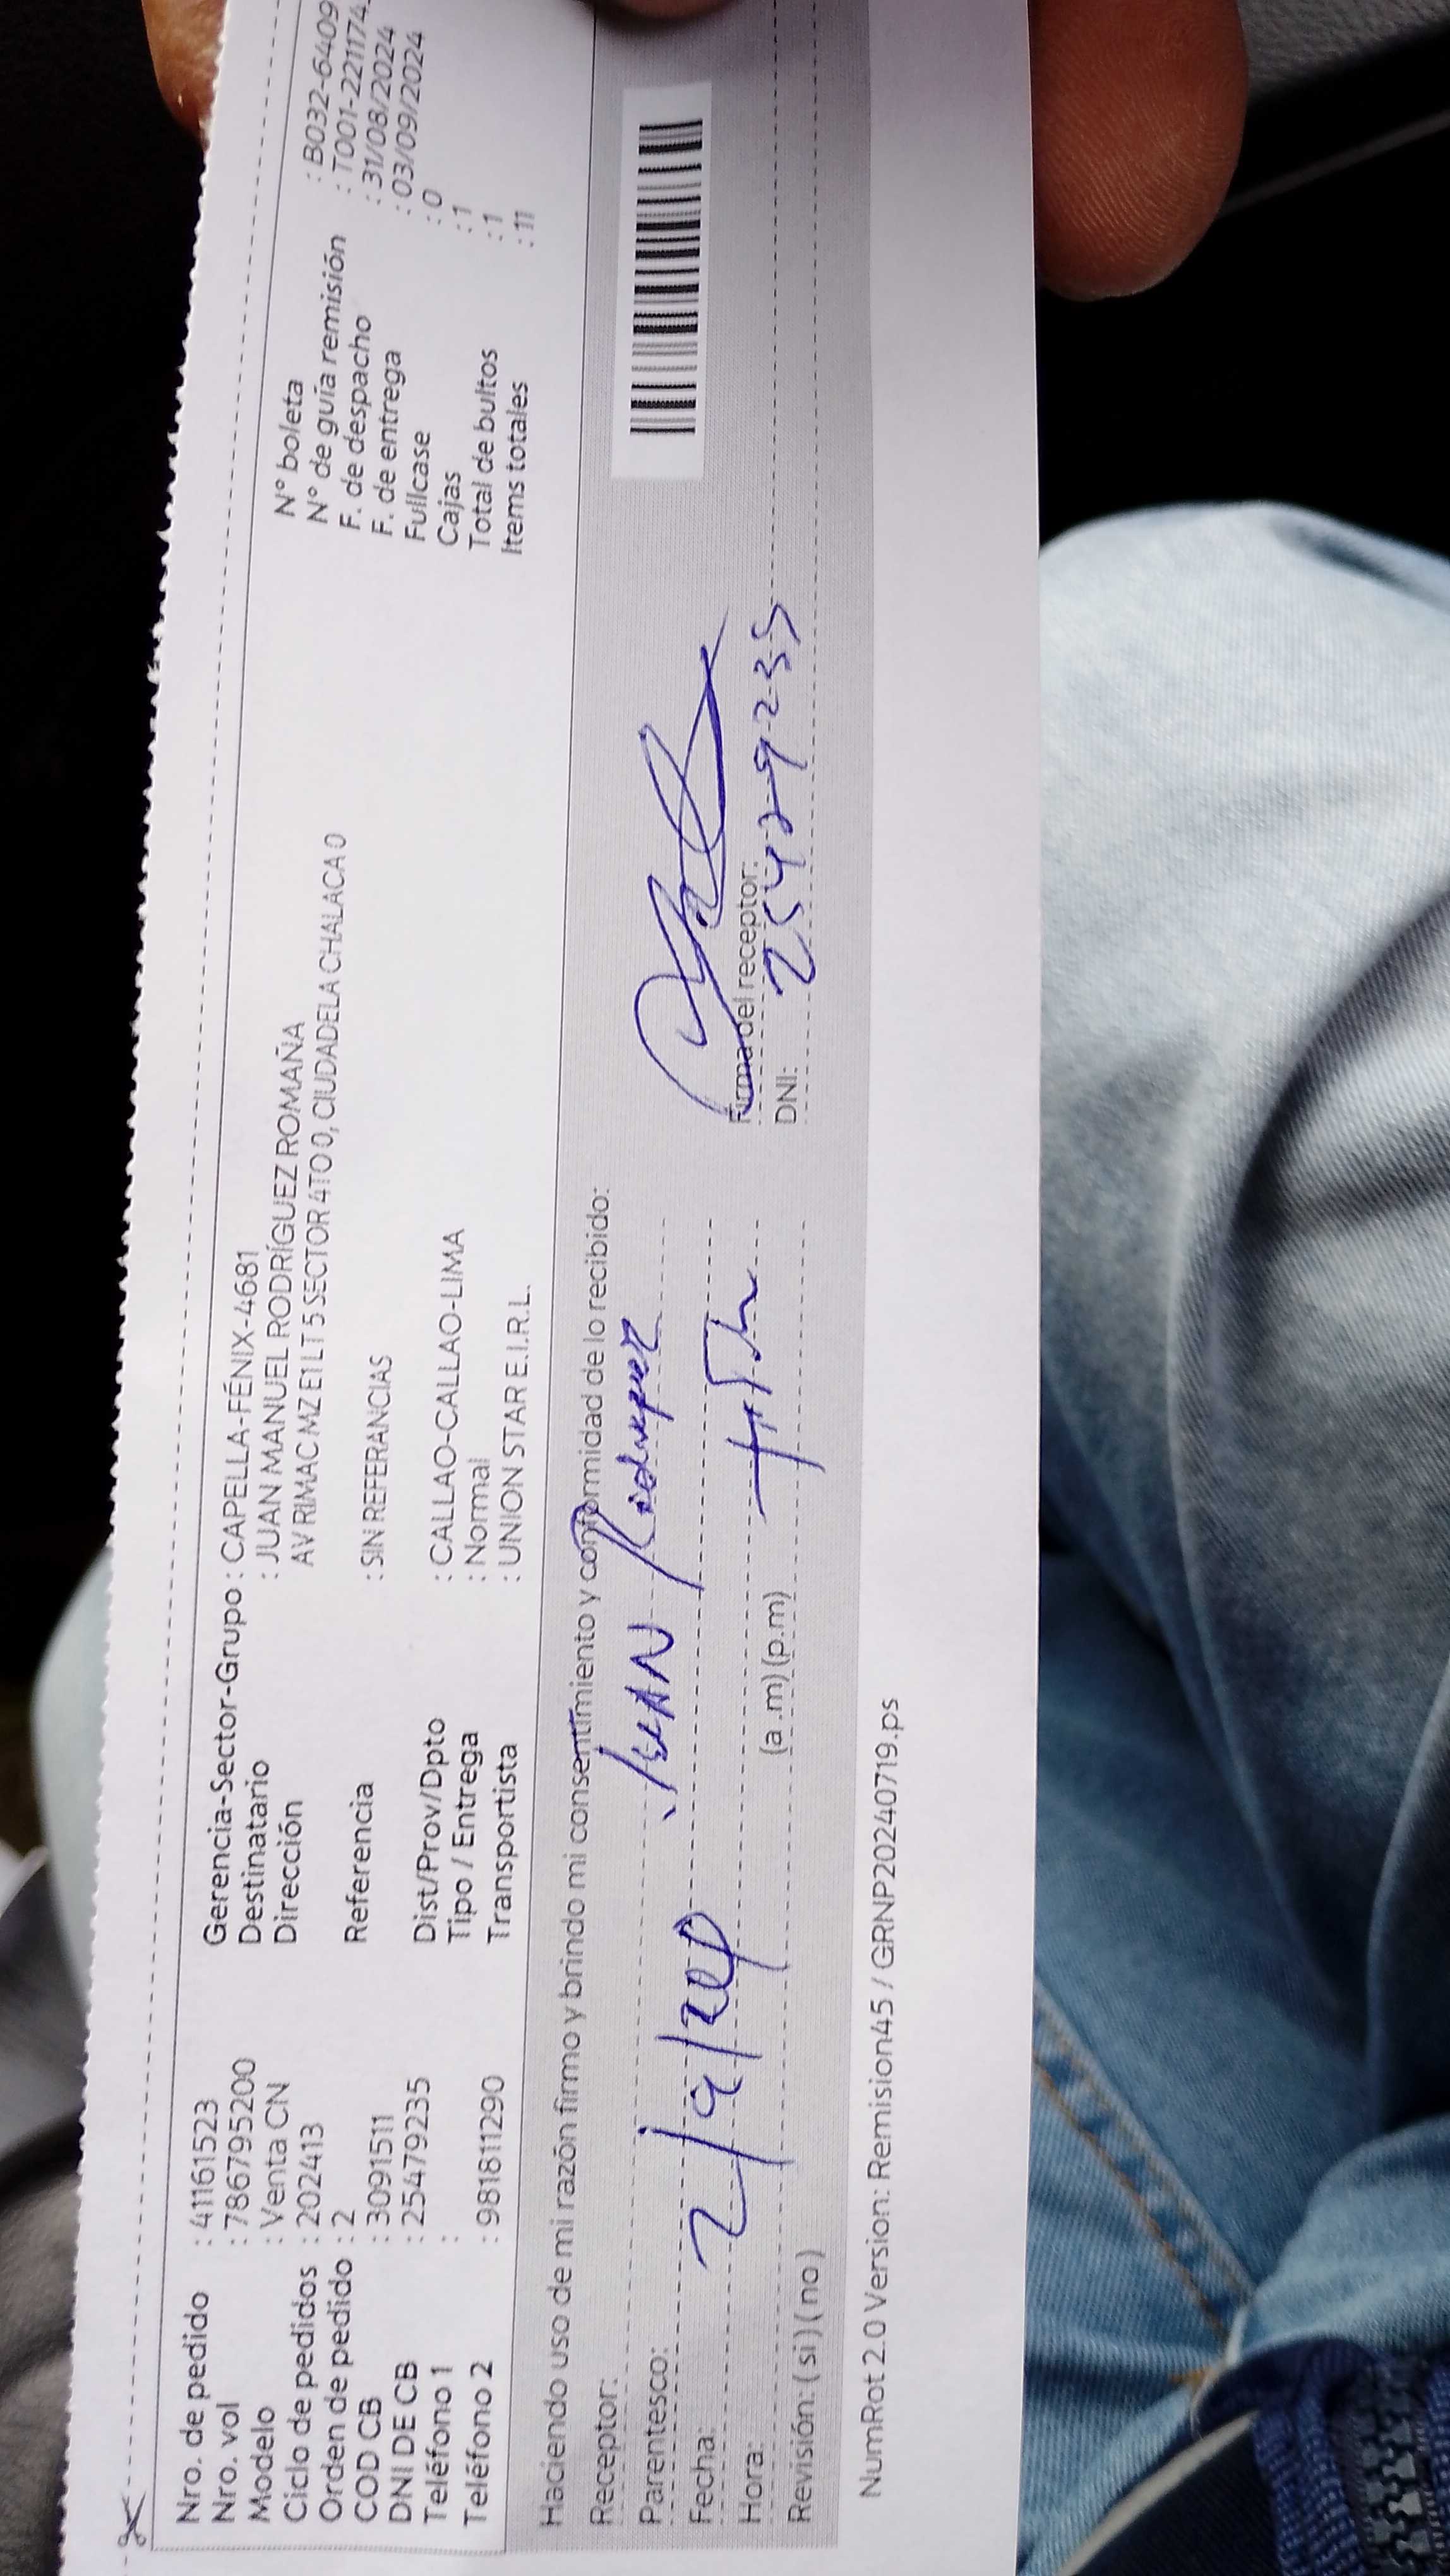 Nro. de pedido : 41161523
Nro. vol : 786795200
Modelo : Venta CN
Ciclo de pedidos : 202413
Orden de pedido : 2
COD CB : 3091511
DNI DE CB : 25479235
Teléfono 1 :
Teléfono 2 : 981811290
Gerencia-Sector-Grupo : CAPELLA-FÉNIX-4681
Destinatario : JUAN MANUEL RODRÍGUEZ ROMAÑA
Dirección AV RIMAC MZ E1 LT 5 SECTOR 4TO 0, CIUDADELA CHALACA 0
Referencia : SIN REFERANCIAS
Dist/Prov/Dpto : CALLAO-CALLAO-LIMA
Tipo / Entrega : Normal
Transportista : UNION STAR E.I.R.L.
N° boleta : B032-6409
N° de guía remisión : T001-2211174
F. de despacho : 31/08/2024
F. de entrega : 03/09/2024
Fullcase : 0
Cajas : 1
Total de bultos : 1
Items totales : 11
Haciendo uso de mi razón firmo y brindo mi consentimiento y conformidad de lo recibido:
Receptor: JUAN Rodriguez
Parentesco:
Fecha: 2/9/
Hora: (a.m) (p.m)
Revisión: ( si ) ( no )
Firma del receptor:
DNI: 25479235
NumRot 2.0 Version: Remision45 / GRNP20240719.ps